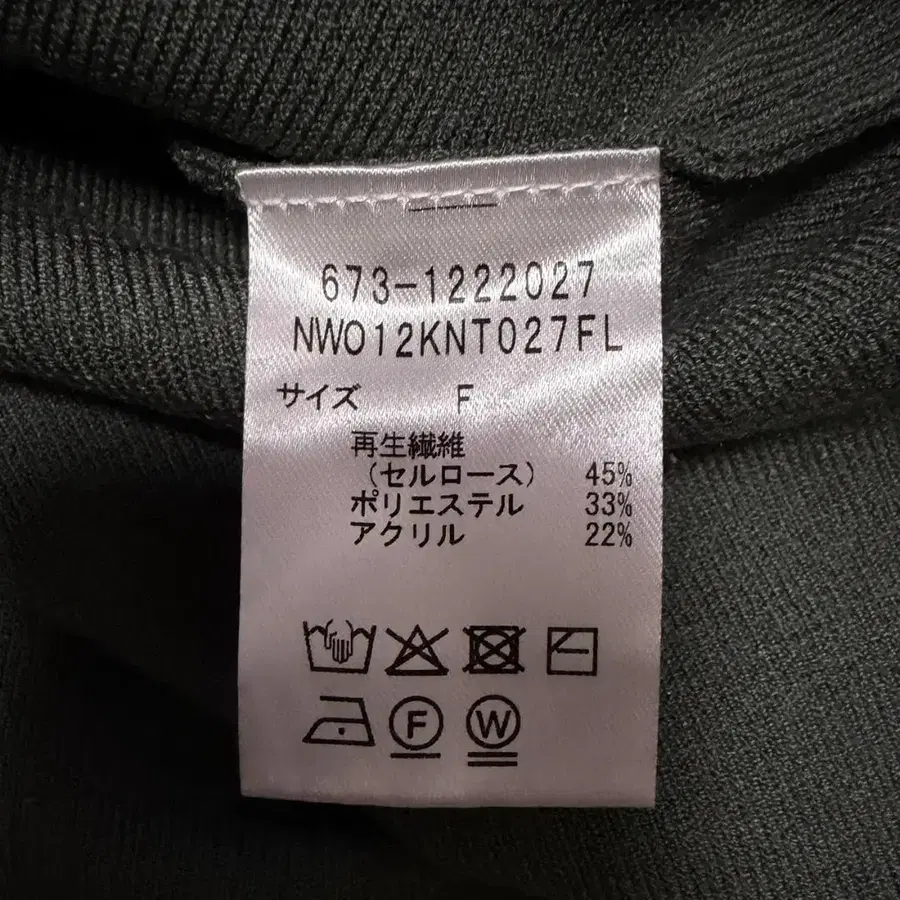 673-1222027
NW012KNT027FL
サイズ F
再生繊維
（セルロース） 45%
ポリエステル 33%
アクリル 22%
F W